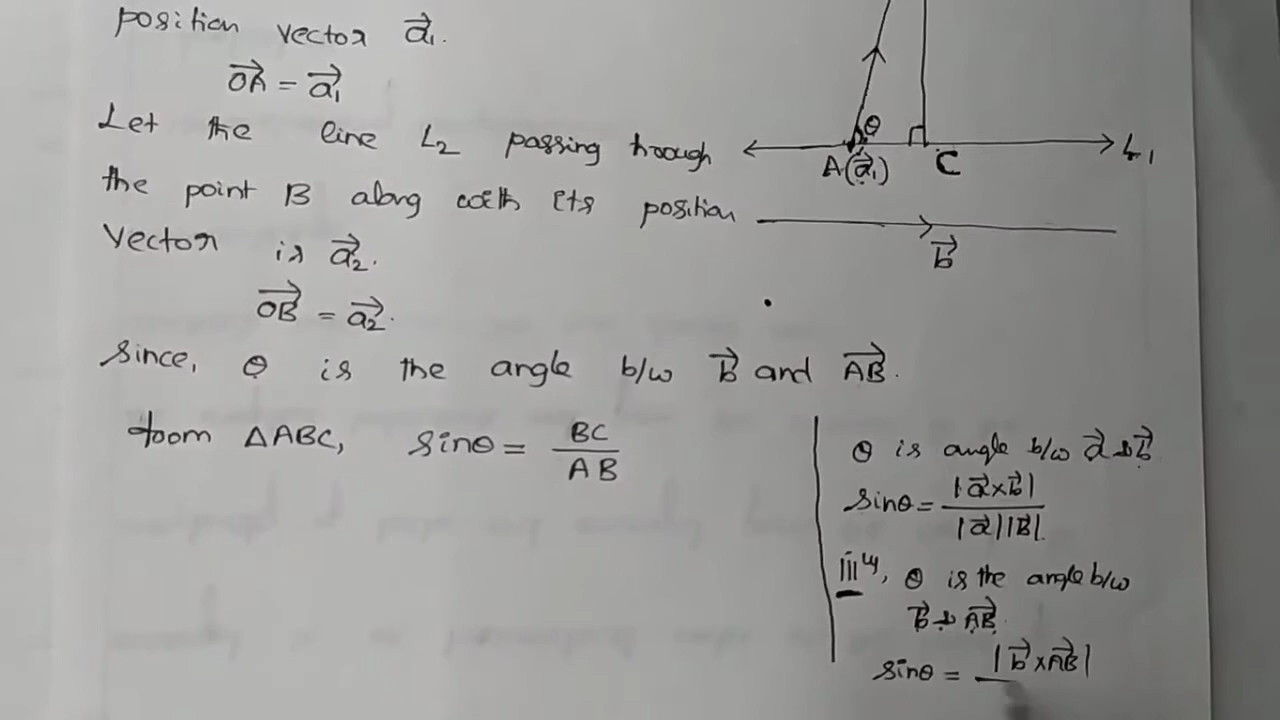 position vector a⃗₁.
OA⃗ = a⃗₁
Let the line L₂ passing through
the point B along with its position
vector is a⃗₂.
OB⃗ = a⃗₂.
since, θ is the angle b/w b⃗ and AB⃗.
from ΔABC, sinθ = BC/AB
θ
A(a⃗₁) C L₁
b⃗
θ is angle b/w a⃗ & b⃗
sinθ = |a⃗×b⃗| / |a⃗||b⃗|.
|||ly, θ is the angle b/w
b⃗ & AB⃗.
sinθ = |b⃗×AB⃗|